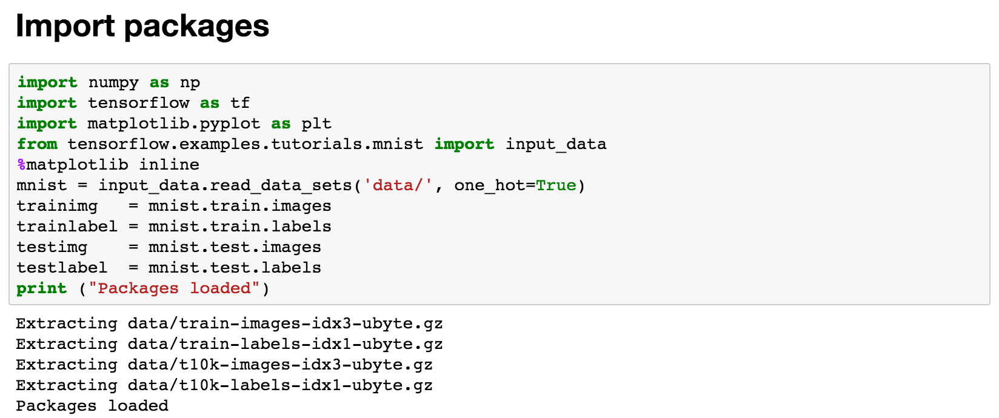 Import packages
import numpy as np
import tensorflow as tf
import matplotlib.pyplot as plt
from tensorflow.examples.tutorials.mnist import input_data
%matplotlib inline
mnist = input_data.read_data_sets('data/', one_hot=True)
trainimg   = mnist.train.images
trainlabel = mnist.train.labels
testimg    = mnist.test.images
testlabel  = mnist.test.labels
print ("Packages loaded")
Extracting data/train-images-idx3-ubyte.gz
Extracting data/train-labels-idx1-ubyte.gz
Extracting data/t10k-images-idx3-ubyte.gz
Extracting data/t10k-labels-idx1-ubyte.gz
Packages loaded